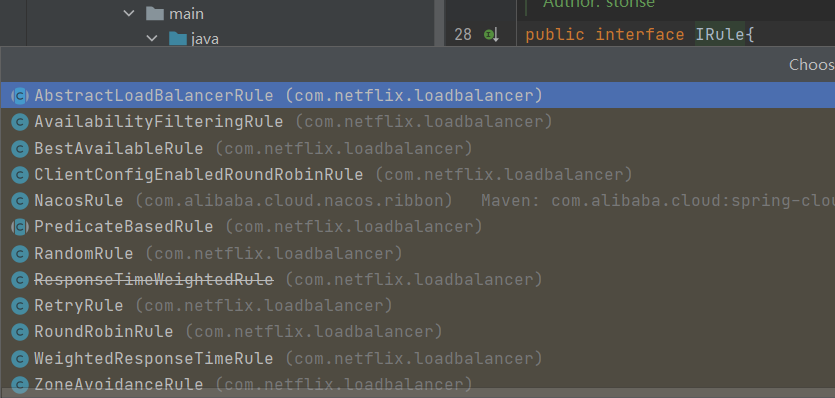 Author: stonse
main
28 public interface IRule{
java
Choos
AbstractLoadBalancerRule (com.netflix.loadbalancer)
AvailabilityFilteringRule (com.netflix.loadbalancer)
BestAvailableRule (com.netflix.loadbalancer)
ClientConfigEnabledRoundRobinRule (com.netflix.loadbalancer)
NacosRule (com.alibaba.cloud.nacos.ribbon) Maven: com.alibaba.cloud:spring-clou
PredicateBasedRule (com.netflix.loadbalancer)
RandomRule (com.netflix.loadbalancer)
ResponseTimeWeightedRule (com.netflix.loadbalancer)
RetryRule (com.netflix.loadbalancer)
RoundRobinRule (com.netflix.loadbalancer)
WeightedResponseTimeRule (com.netflix.loadbalancer)
ZoneAvoidanceRule (com.netflix.loadbalancer)